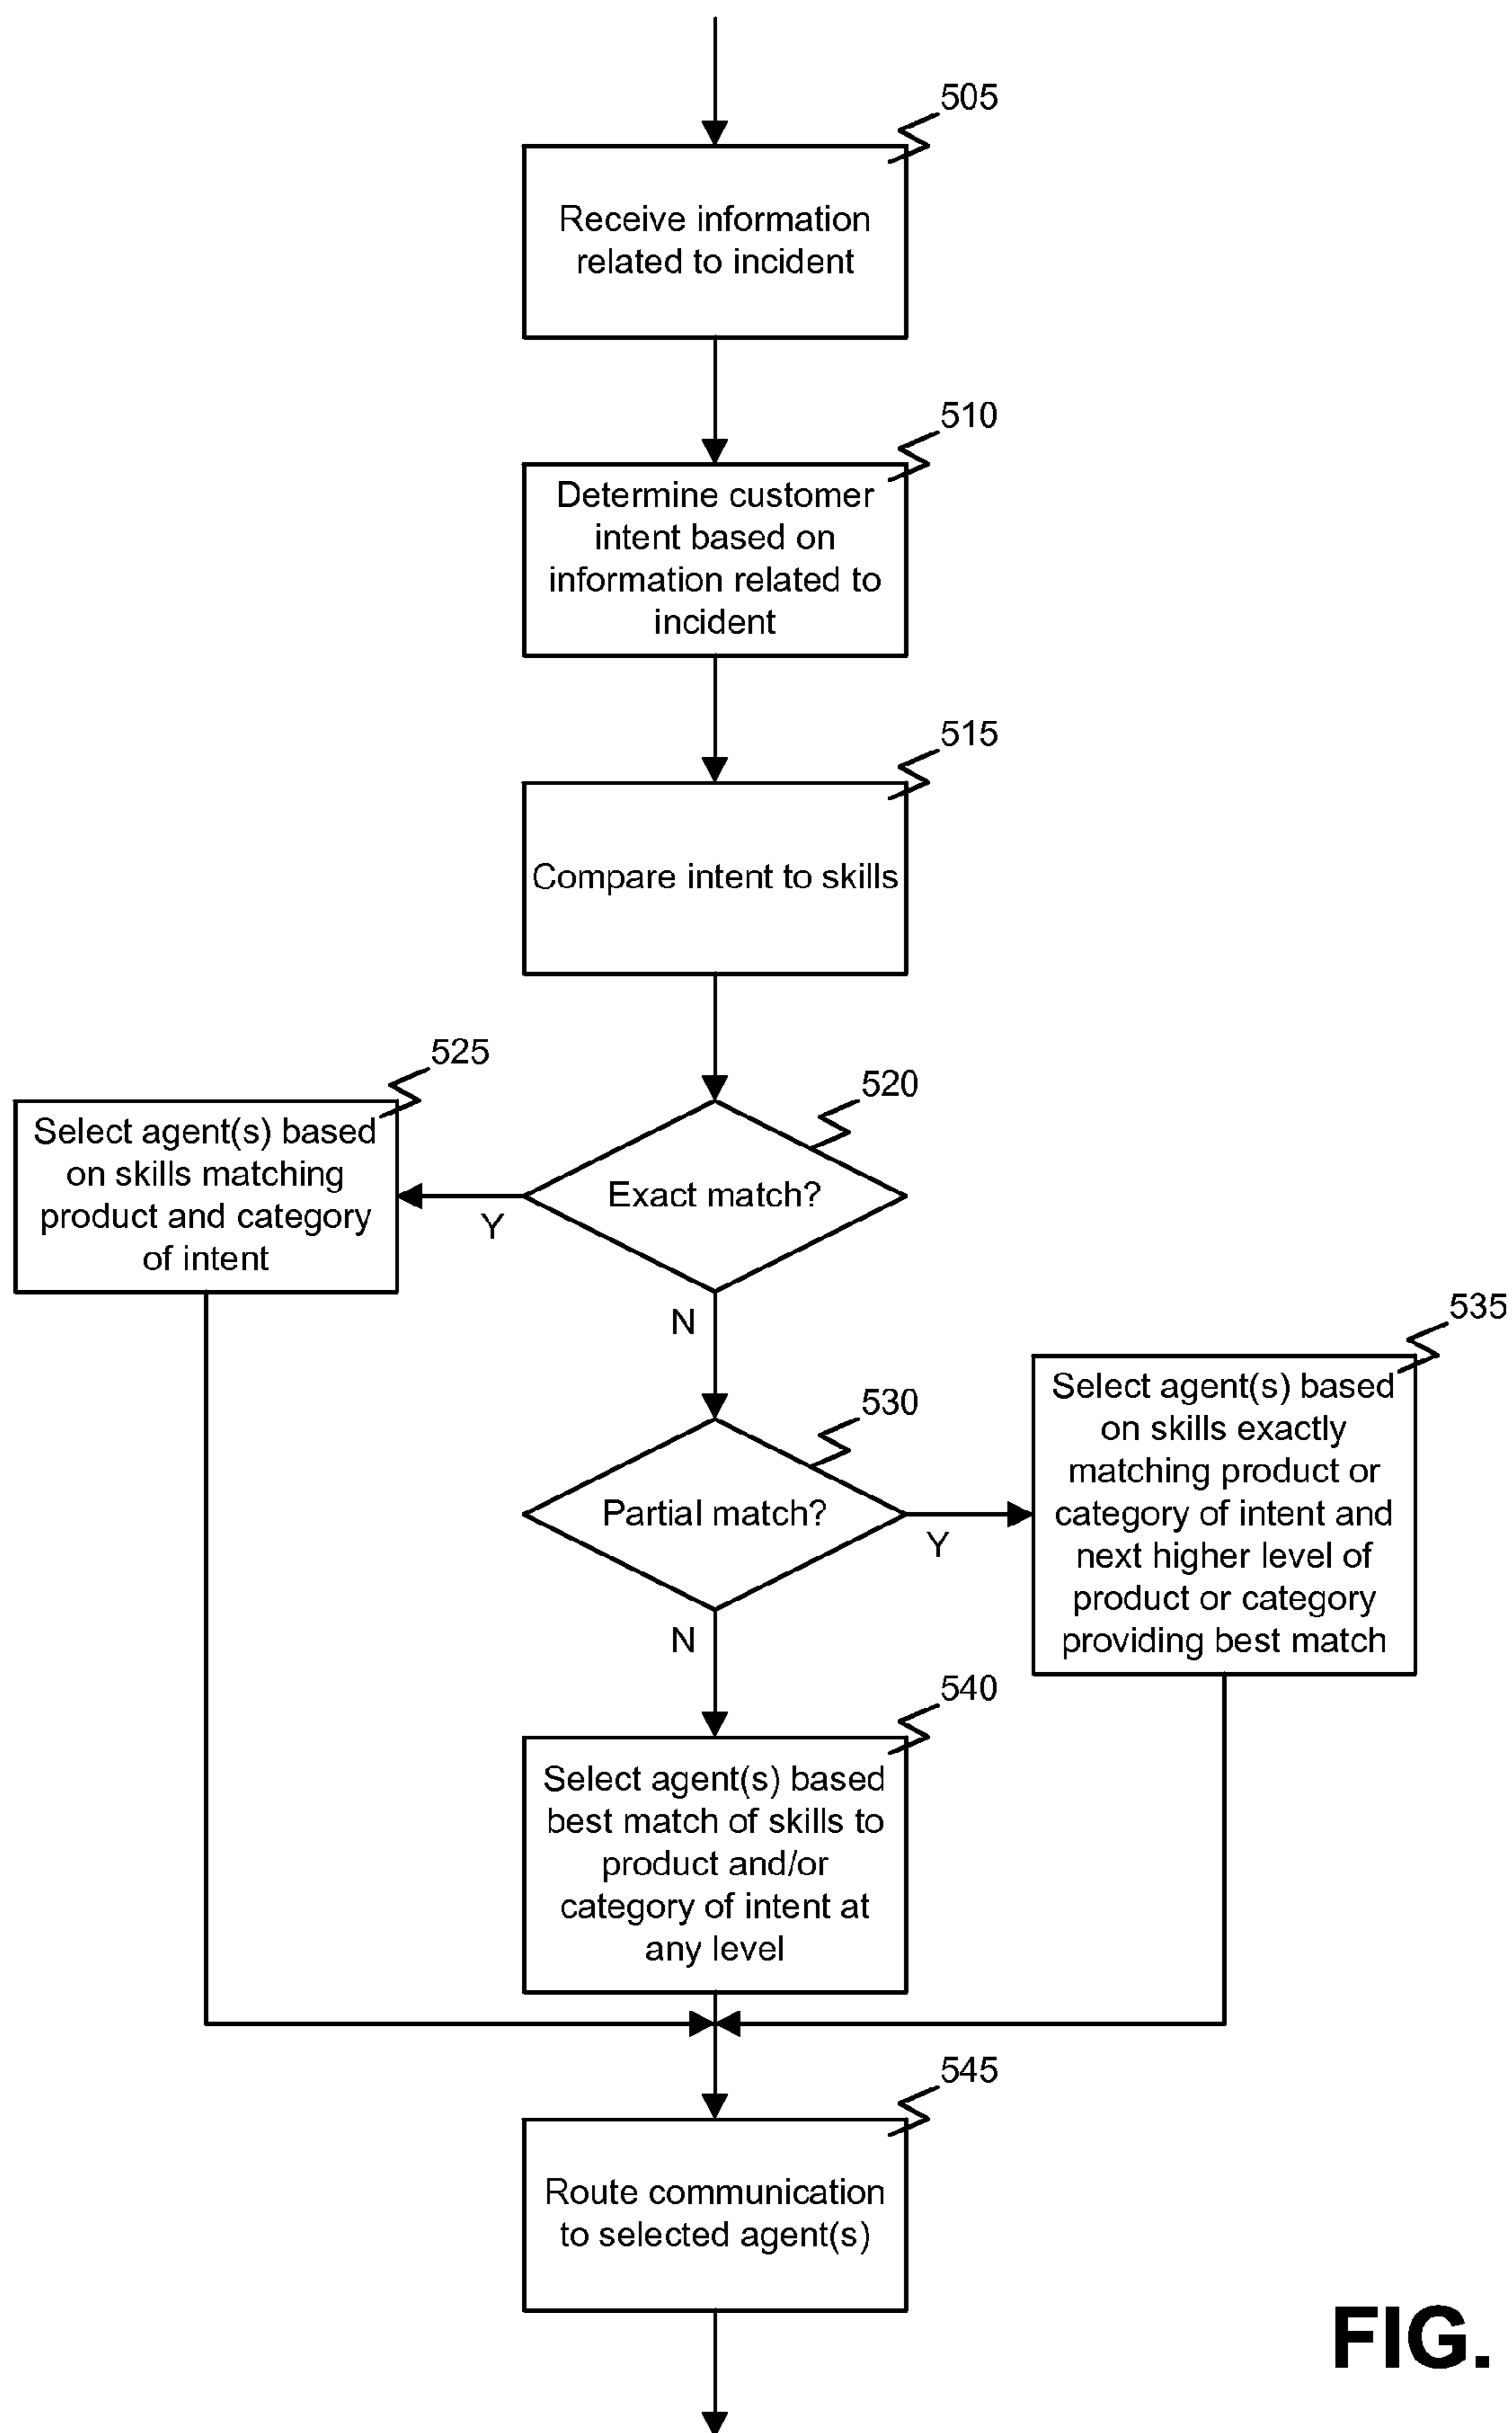 505
Receive information
related to incident
510
Determine customer
intent based on
information related to
incident
515
Compare intent to skills
525
Select agent(s) based
on skills matching
product and category
of intent
520
Exact match?
Y
N
535
Select agent(s) based
on skills exactly
matching product or
category of intent and
next higher level of
product or category
providing best match
530
Partial match?
Y
N
540
Select agent(s) based
best match of skills to
product and/or
category of intent at
any level
545
Route communication
to selected agent(s)
FIG.